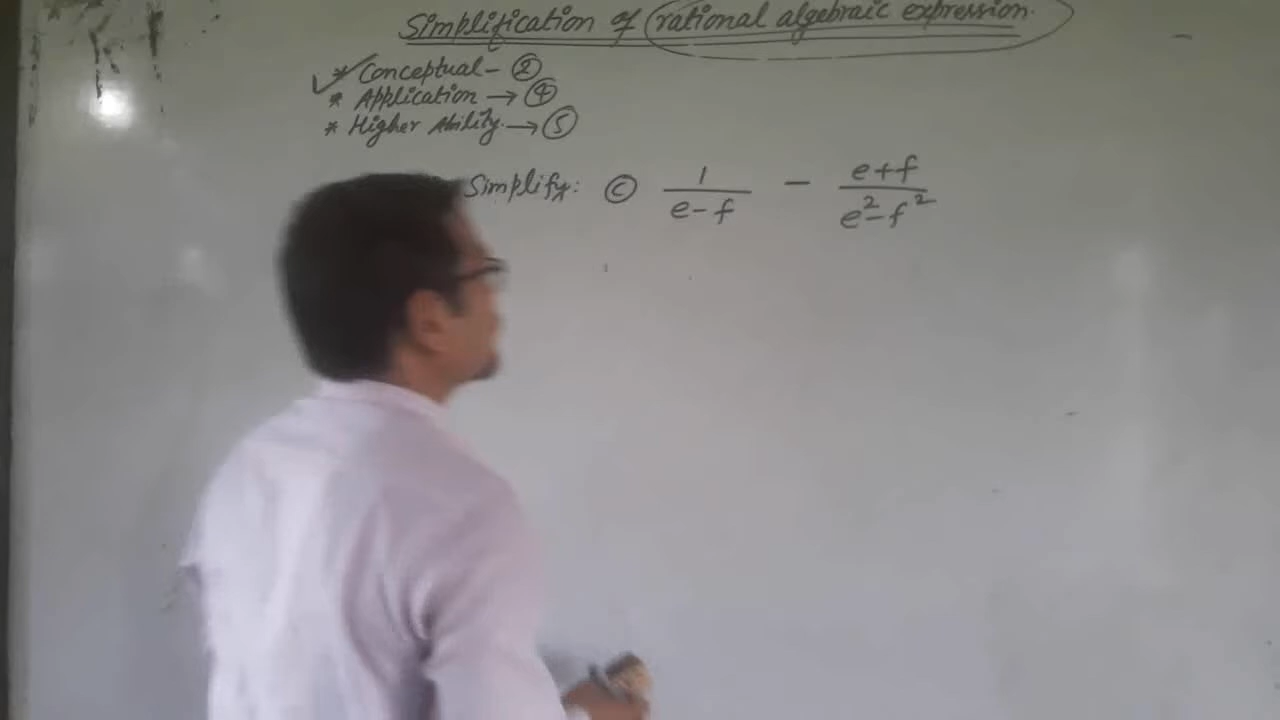 Simplification of rational algebraic expression.
✓* Conceptual - ②
* Application → ④
* Higher Ability. → ⑤
Simplify: © 1/(e-f) - (e+f)/(e²-f²)